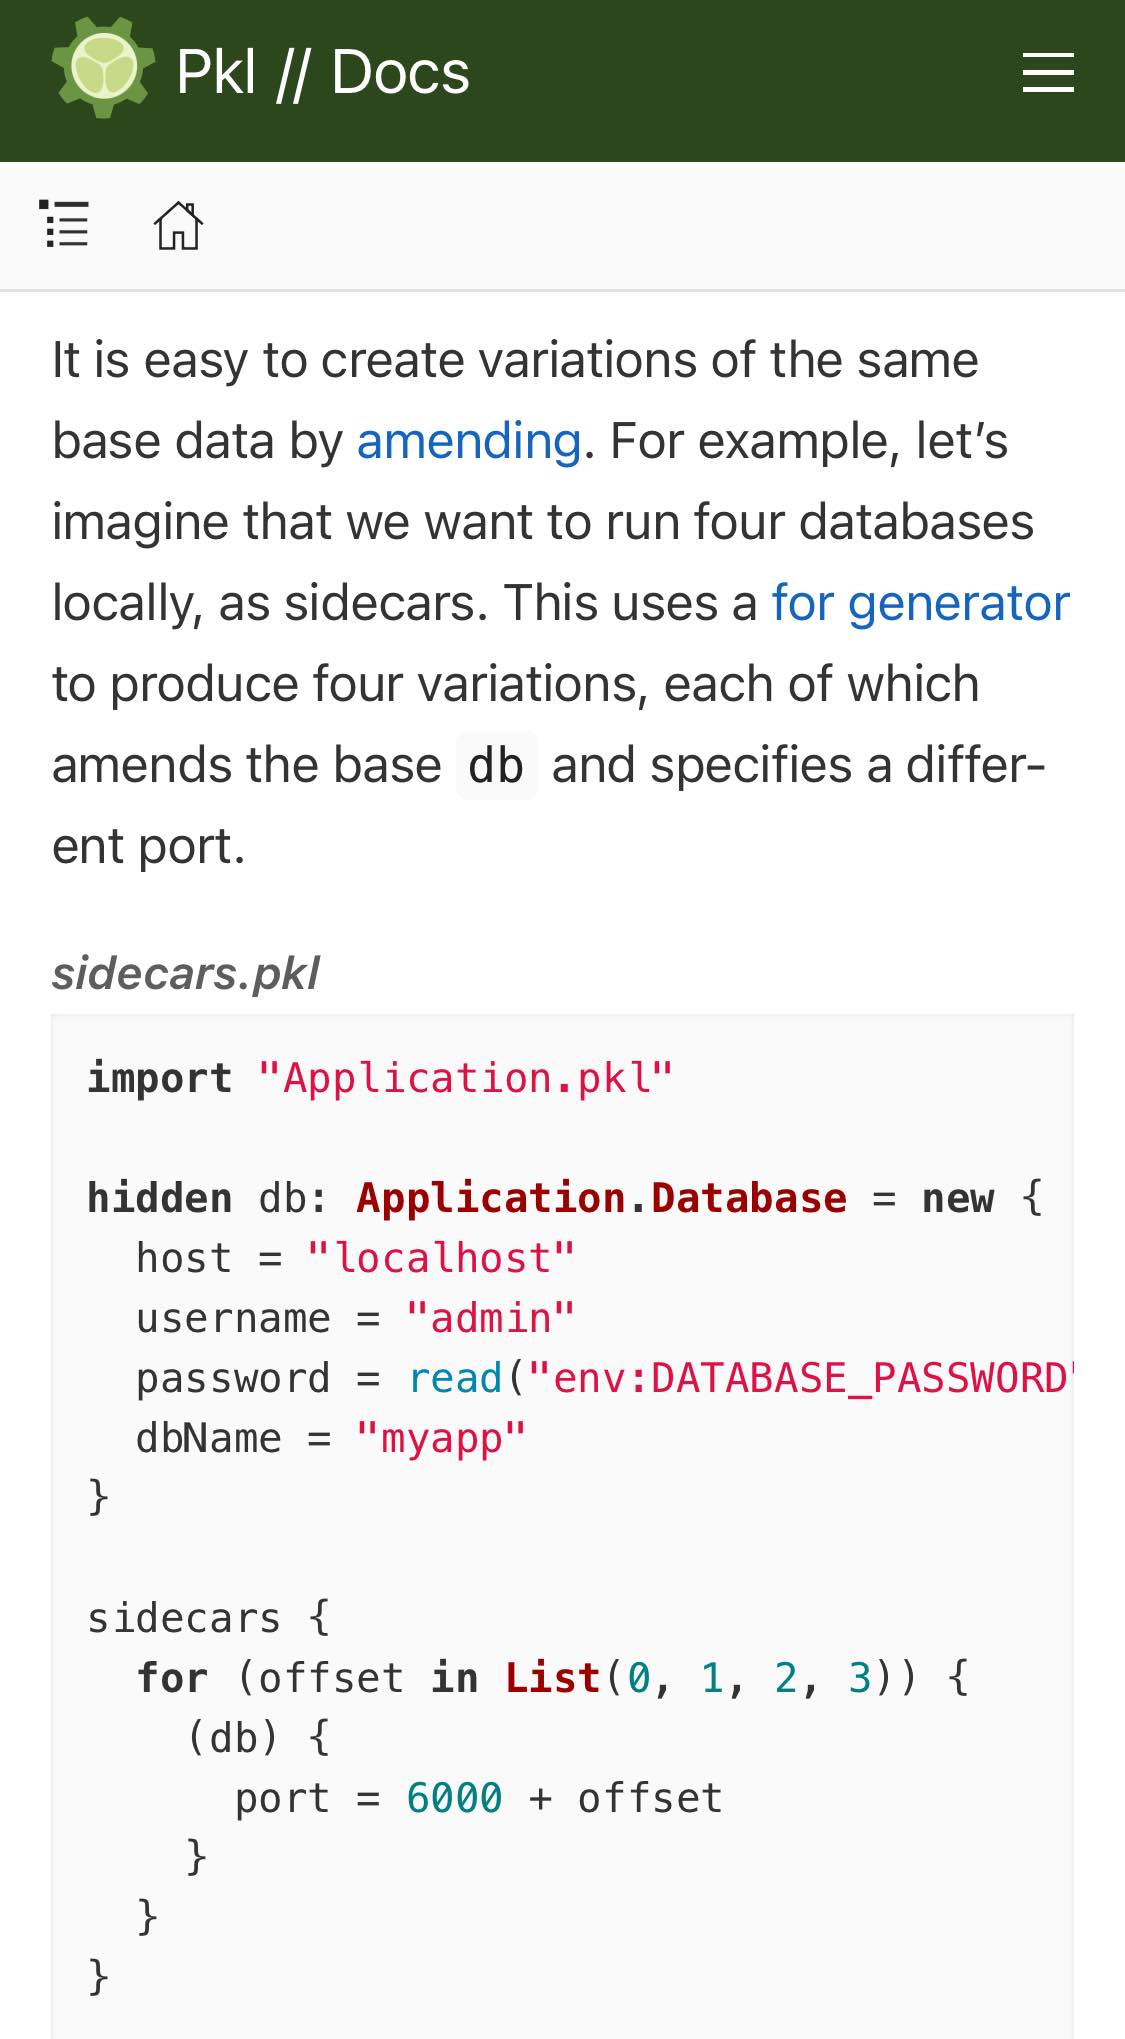 Pkl // Docs
It is easy to create variations of the same
base data by amending. For example, let’s
imagine that we want to run four databases
locally, as sidecars. This uses a for generator
to produce four variations, each of which
amends the base db and specifies a differ-
ent port.
sidecars.pkl
import "Application.pkl"
hidden db: Application.Database = new {
  host = "localhost"
  username = "admin"
  password = read("env:DATABASE_PASSWORD"
  dbName = "myapp"
}
sidecars {
  for (offset in List(0, 1, 2, 3)) {
    (db) {
      port = 6000 + offset
    }
  }
}